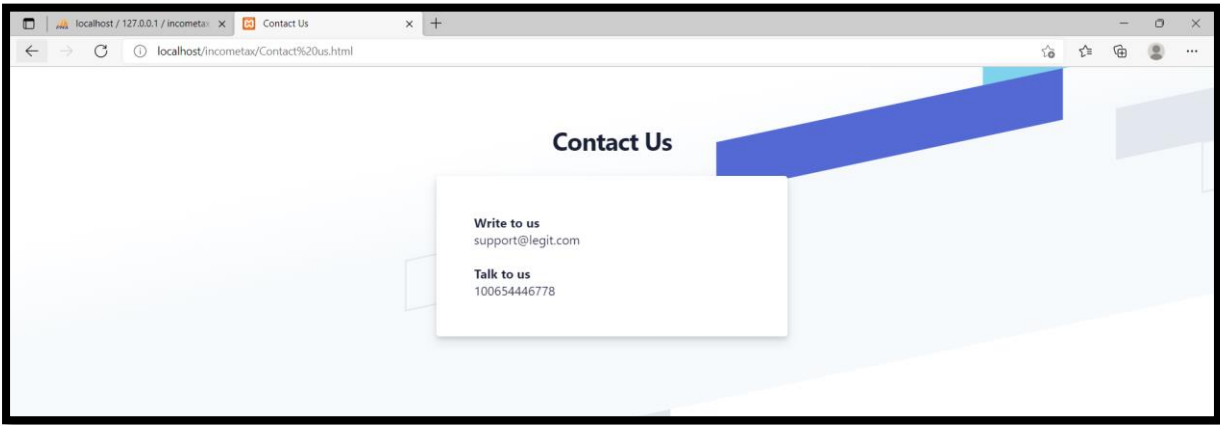 localhost / 127.0.0.1 / incometax
Contact Us
localhost/incometax/Contact%20us.html
Contact Us
Write to us
support@legit.com
Talk to us
100654446778